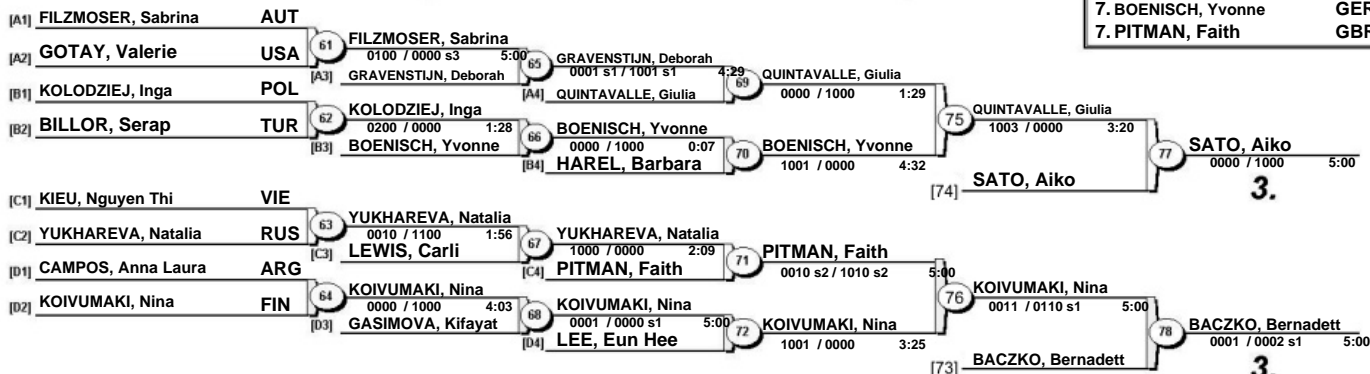 7. BOENISCH, Yvonne GER
7. PITMAN, Faith GBR
[A1] FILZMOSER, Sabrina AUT
[A2] GOTAY, Valerie USA
61
FILZMOSER, Sabrina
0100 / 0000 s3 5:00
[A3] GRAVENSTIJN, Deborah
65
GRAVENSTIJN, Deborah
0001 s1 / 1001 s1 4:29
[A4] QUINTAVALLE, Giulia
69
QUINTAVALLE, Giulia
0000 / 1000 1:29
[B1] KOLODZIEJ, Inga POL
[B2] BILLOR, Serap TUR
62
KOLODZIEJ, Inga
0200 / 0000 1:28
[B3] BOENISCH, Yvonne
66
BOENISCH, Yvonne
0000 / 1000 0:07
[B4] HAREL, Barbara
70
BOENISCH, Yvonne
1001 / 0000 4:32
75
QUINTAVALLE, Giulia
1003 / 0000 3:20
[74] SATO, Aiko
77
SATO, Aiko
0000 / 1000 5:00
3.
[C1] KIEU, Nguyen Thi VIE
[C2] YUKHAREVA, Natalia RUS
63
YUKHAREVA, Natalia
0010 / 1100 1:56
[C3] LEWIS, Carli
67
YUKHAREVA, Natalia
1000 / 0000 2:09
[C4] PITMAN, Faith
71
PITMAN, Faith
0010 s2 / 1010 s2 5:00
[D1] CAMPOS, Anna Laura ARG
[D2] KOIVUMAKI, Nina FIN
64
KOIVUMAKI, Nina
0000 / 1000 4:03
[D3] GASIMOVA, Kifayat
68
KOIVUMAKI, Nina
0001 / 0000 s1 5:00
[D4] LEE, Eun Hee
72
KOIVUMAKI, Nina
1001 / 0000 3:25
76
KOIVUMAKI, Nina
0011 / 0110 s1 5:00
[73] BACZKO, Bernadett
78
BACZKO, Bernadett
0001 / 0002 s1 5:00
3.